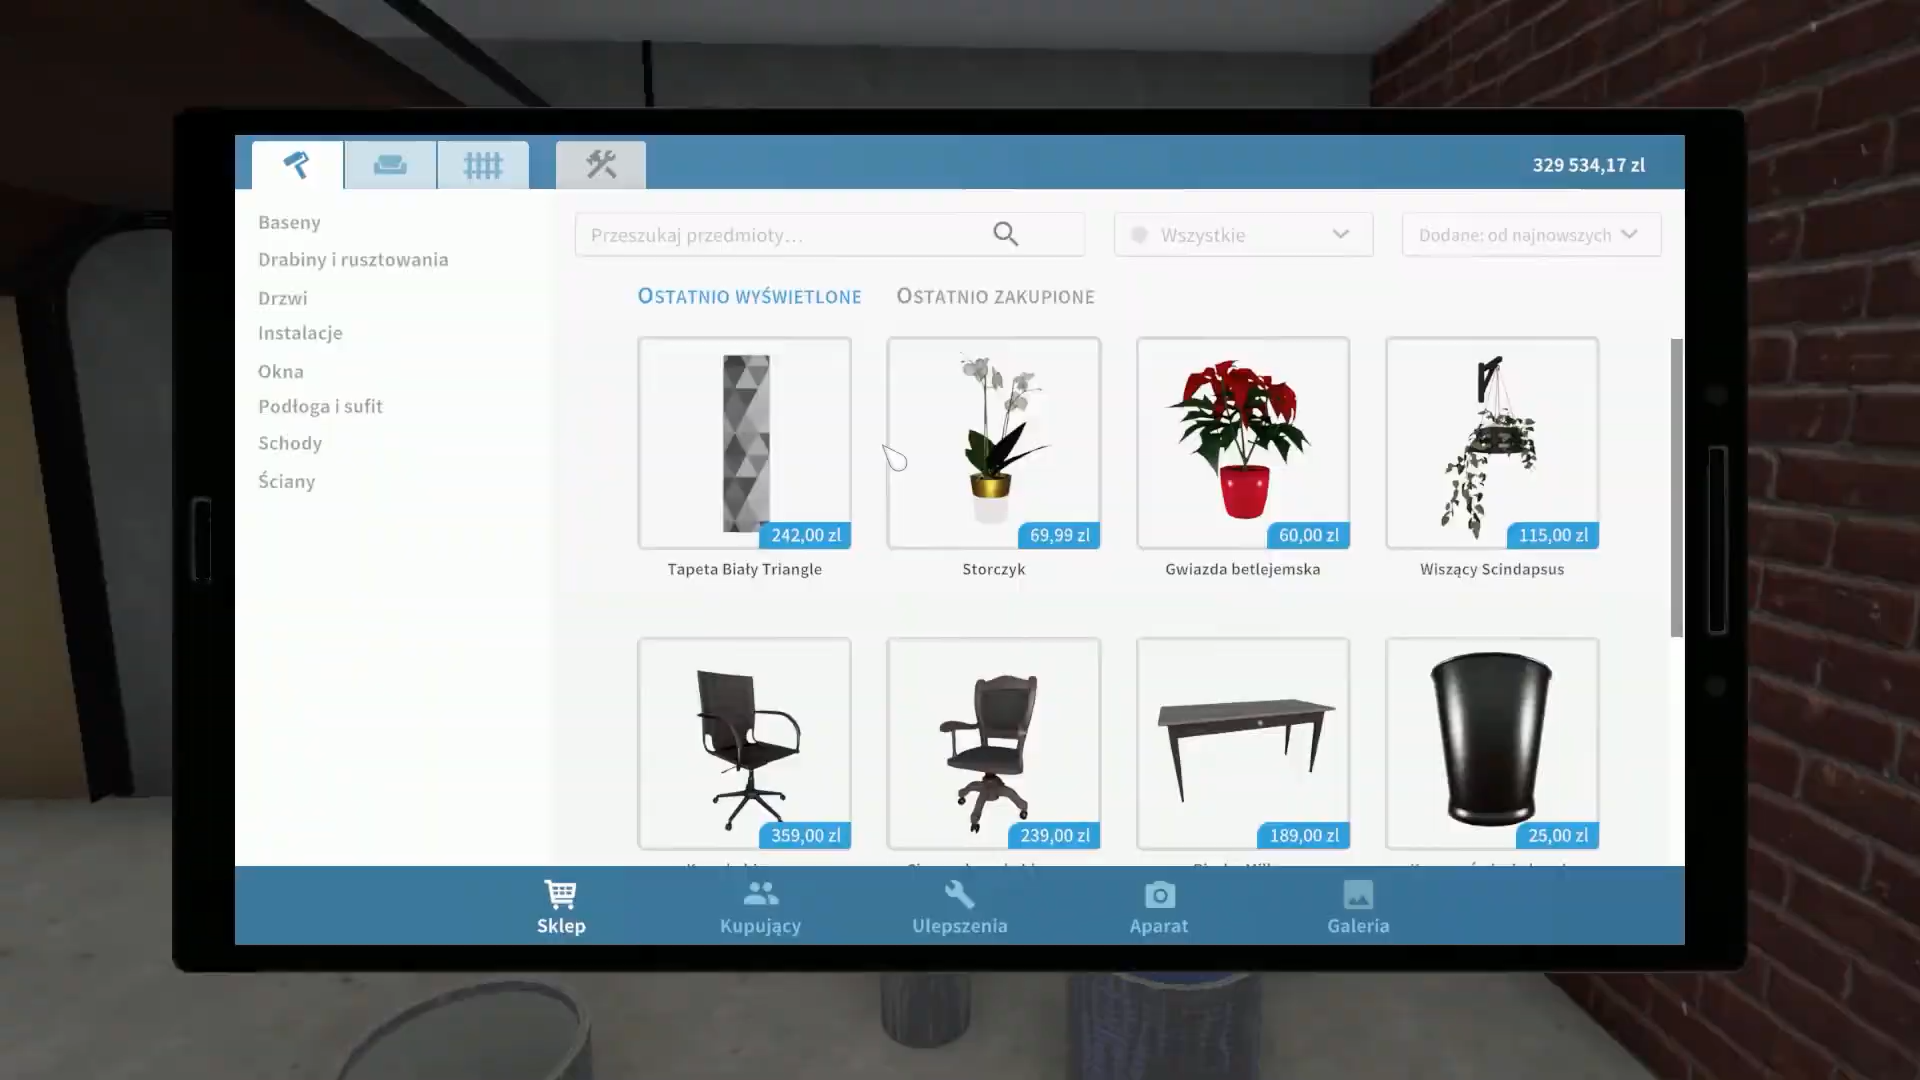 329 534,17 zl
Baseny
Drabiny i rusztowania
Drzwi
Instalacje
Okna
Podłoga i sufit
Schody
Ściany
Przeszukaj przedmioty...
Wszystkie
Dodane: od najnowszych
OSTATNIO WYŚWIETLONE
OSTATNIO ZAKUPIONE
242,00 zl
69,99 zl
60,00 zl
115,00 zl
Tapeta Biały Triangle
Storczyk
Gwiazda betlejemska
Wiszący Scindapsus
359,00 zl
239,00 zl
189,00 zl
25,00 zl
Sklep
Kupujący
Ulepszenia
Aparat
Galeria